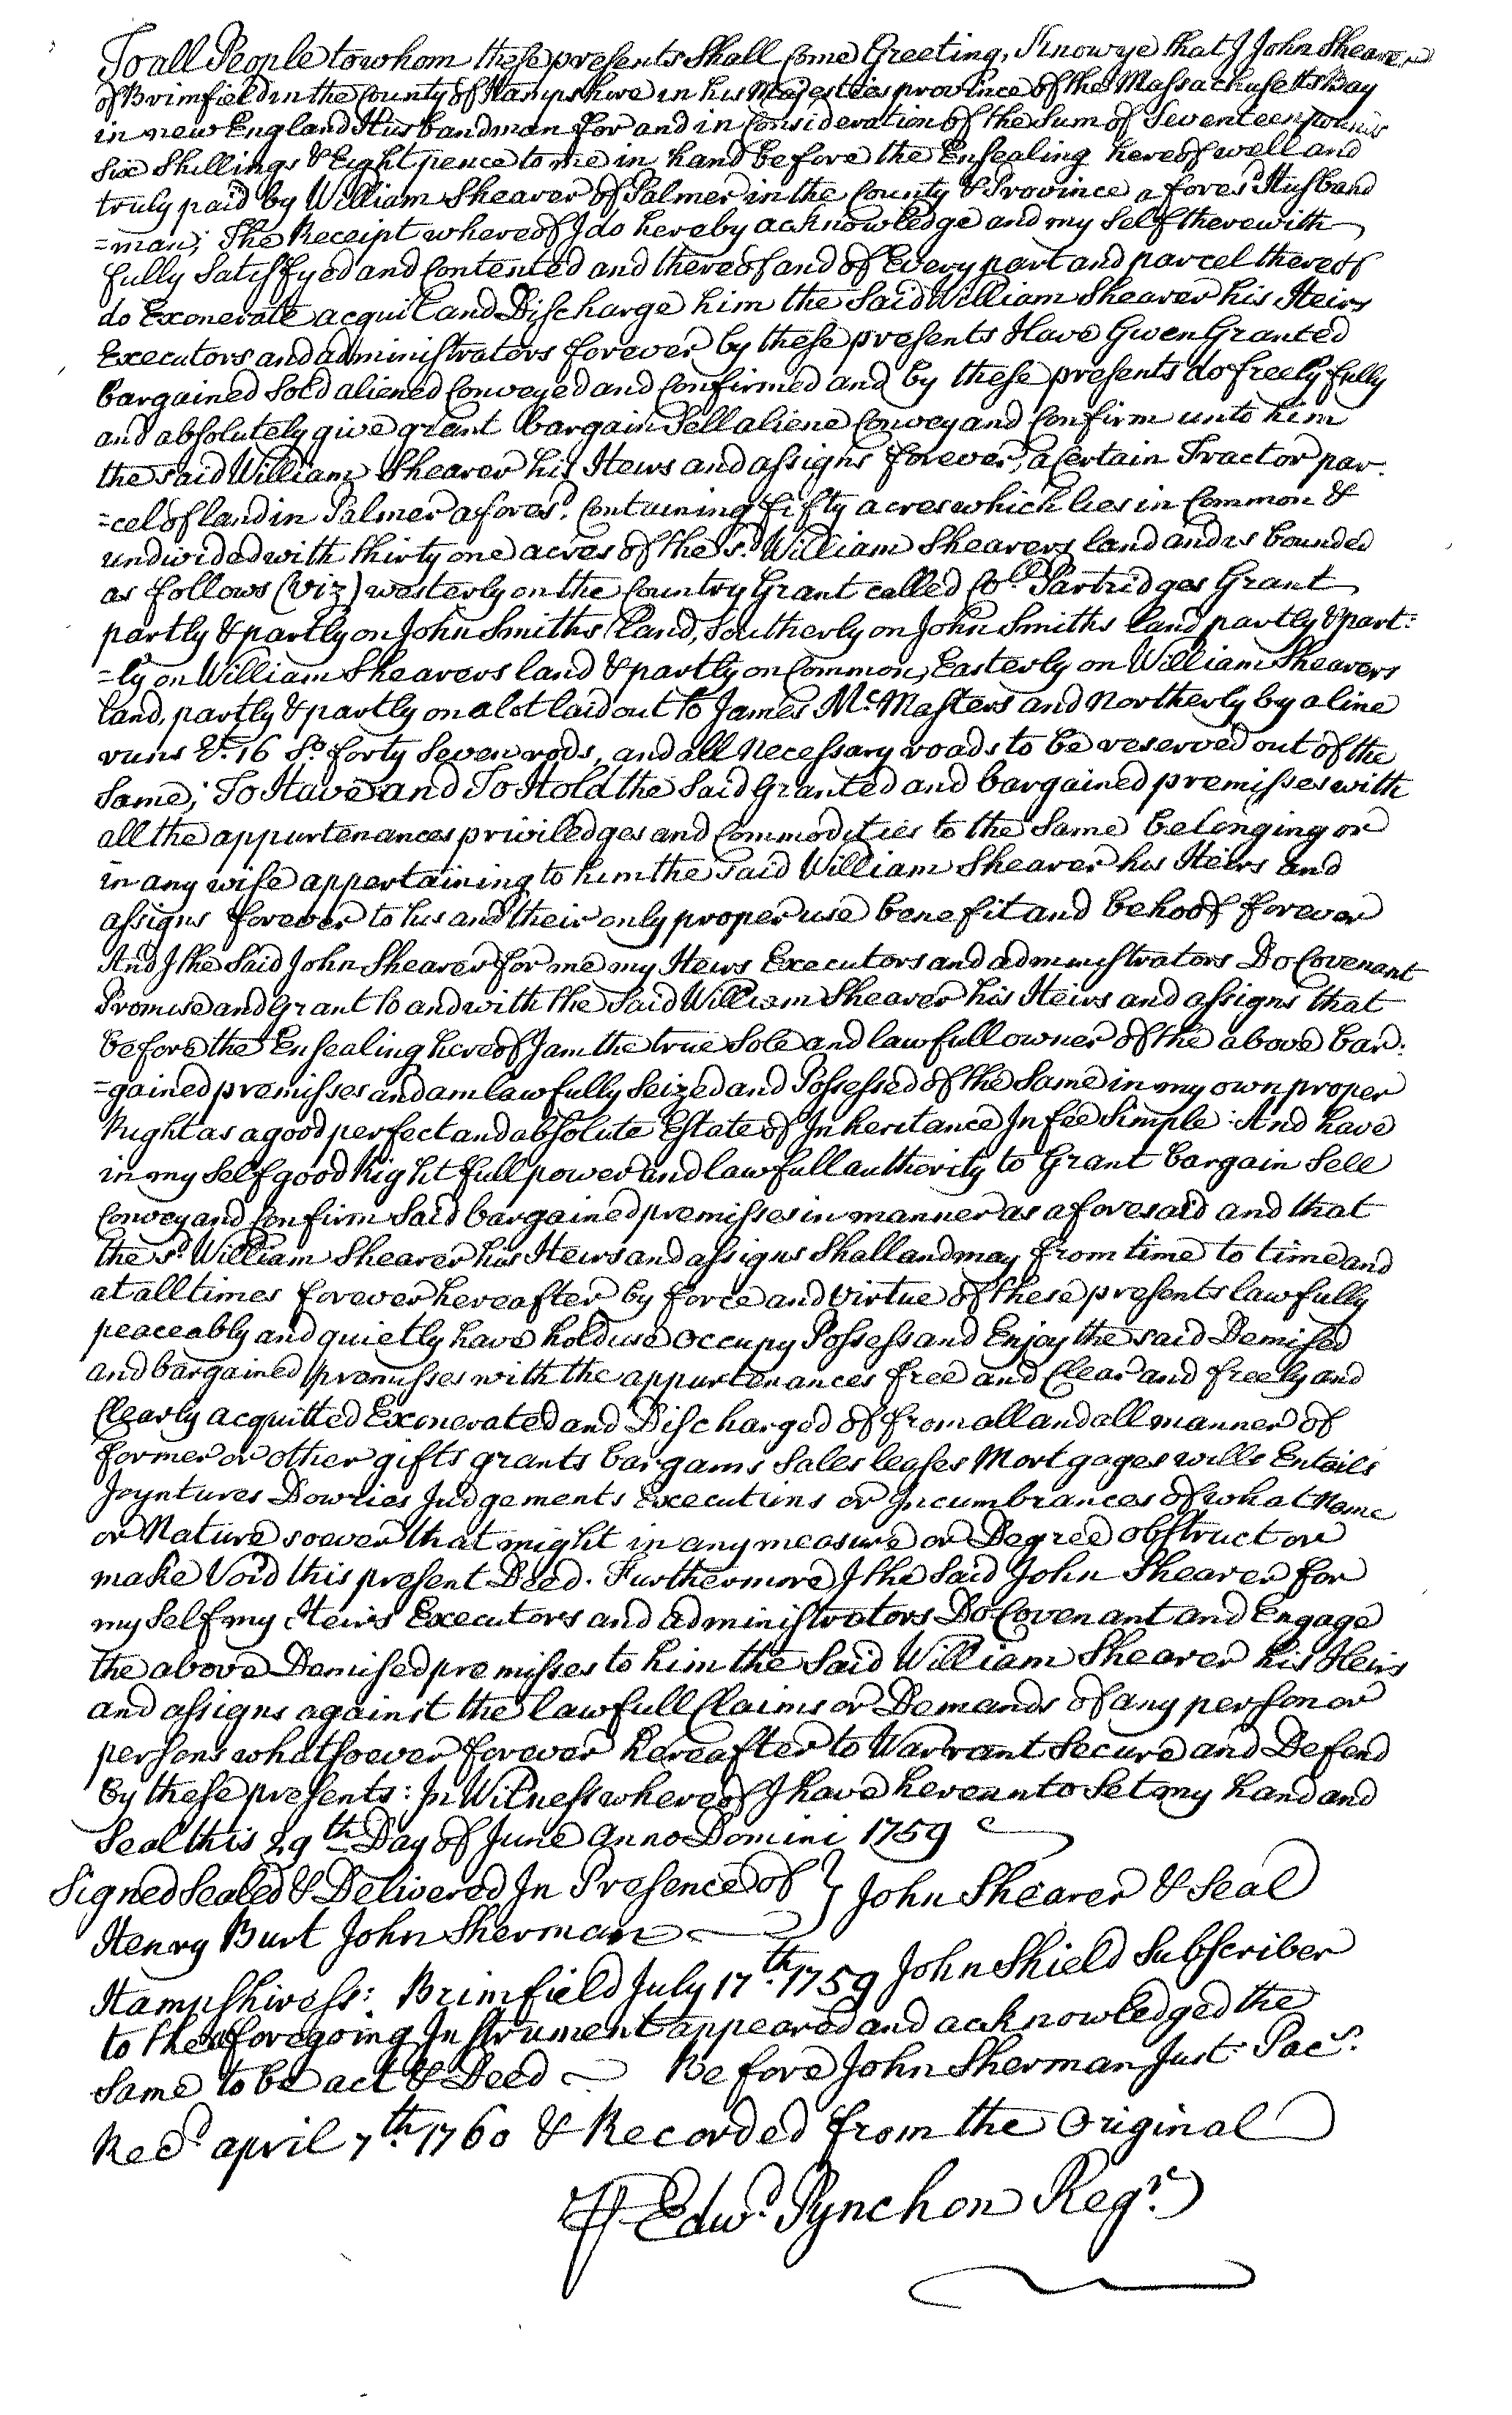 To all People to whom these presents Shall Come Greeting, Know ye that I John Shearer
of Brimfield in the County of Hampshire in his Majesties province of the Massachusetts Bay
in new England Husbandman for and in Consideration of the Sum of Seventeen pounds
Six Shillings & Eight pence to me in hand before the Ensealing hereof well and
truly paid by William Shearer of Palmer in the County & Province afores.d Husband
=man; The Receipt whereof I do hereby acknowledge and my Self therewith
fully Satisfyed and Contented and thereof and of Every part and parcel thereof
do Exonerate acquit and Discharge him the Said William Shearer his Heirs
Executors and administrators forever by these presents Have Given Granted
bargained Sold aliened Conveyed and Confirmed and by these presents do freely fully
and absolutely give grant bargain Sell aliene Convey and Confirm unto him
the said William Shearer his Heirs and assigns forever, a Certain Tract or par-
=cel of land in Palmer afores.d Containing fifty acres which lies in Common &
undivided with thirty one acres of the s.d William Shearers land and is bounded
as follows (viz) westerly on the Country Grant called Co.ll Partridges Grant
partly & partly on John Smiths land, Southerly on John Smiths land partly & part:
=ly on William Shearers land & partly on Common, Easterly on William Shearers
land, partly & partly on a lot laid out to James Mc Masters and Northerly by a line
runs E. 16 S.o forty Seven rods, and all Necessary roads to be reserved out of the
Same; To Have and To Hold the Said Granted and bargained premisses with
all the appurtenances priviledges and Commodities to the Same belonging or
in any wise appertaining to him the said William Shearer his Heirs and
assigns forever to his and their only proper use benefit and behoof forever
And I the Said John Shearer for me my Heirs Executors and administrators Do Covenant
Promise and Grant to and with the Said William Shearer his Heirs and assigns that
before the Ensealing hereof I am the true Sole and lawfull owner of the above bar:
=gained premisses and am lawfully Seized and Possessed of the Same in my own proper
Right as a good perfect and absolute Estate of Inheritance In fee Simple: And have
in my Self good Right full power and lawfull authority to Grant bargain Sell
Convey and Confirm Said bargained premisses in manner as aforesaid and that
the s.d William Shearer his Heirs and assigns Shall and may from time to time and
at all times forever hereafter by force and Virtue of these presents lawfully
peaceably and quietly have hold use Occupy Possess and Enjoy the said Demised
and bargained premisses with the appurtenances free and Clear and freely and
Clearly acquitted Exonerated and Discharged of from all and all manner of
former or other gifts grants bargains Sales leases Mortgages wills Entails
Joyntures Dowries Judgements Executions or Incumbrances of what Name
or Nature soever that might in any measure or Degree obstruct or
make Void this present Deed. Furthermore I the Said John Shearer for
my Self my Heirs Executors and administrators Do Covenant and Engage
the above Demised premisses to him the Said William Shearer his Heirs
and assigns against the lawfull Claims or Demands of any person or
persons whatsoever forever hereafter to Warrant Secure and Defend
by these presents: In Witness whereof I have hereunto Set my hand and
Seal this 29th Day of June Anno Domini 1759
Signed Sealed & Delivered In Presence of } John Shearer & Seal
Henry Burt John Sherman
Hampshire ss: Brimfield July 17th 1759 John Shield Subscriber
to the aforegoing Instrument appeared and acknowledged the
Same to be act & Deed Before John Sherman Just. Pac.s
Rec.d april 7th 1760 & Recorded from the Original
P Edw.d Pynchon Reg.r